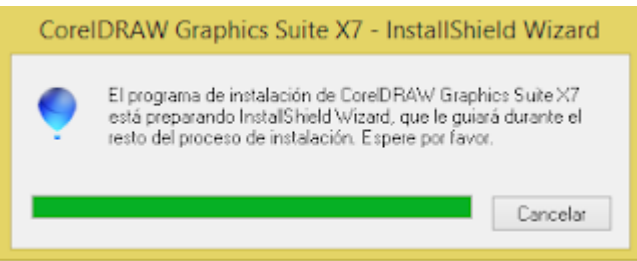 CorelDRAW Graphics Suite X7 - InstallShield Wizard
El programa de instalación de CorelDRAW Graphics Suite X7
está preparando InstallShield Wizard, que le guiará durante el
resto del proceso de instalación. Espere por favor.
Cancelar